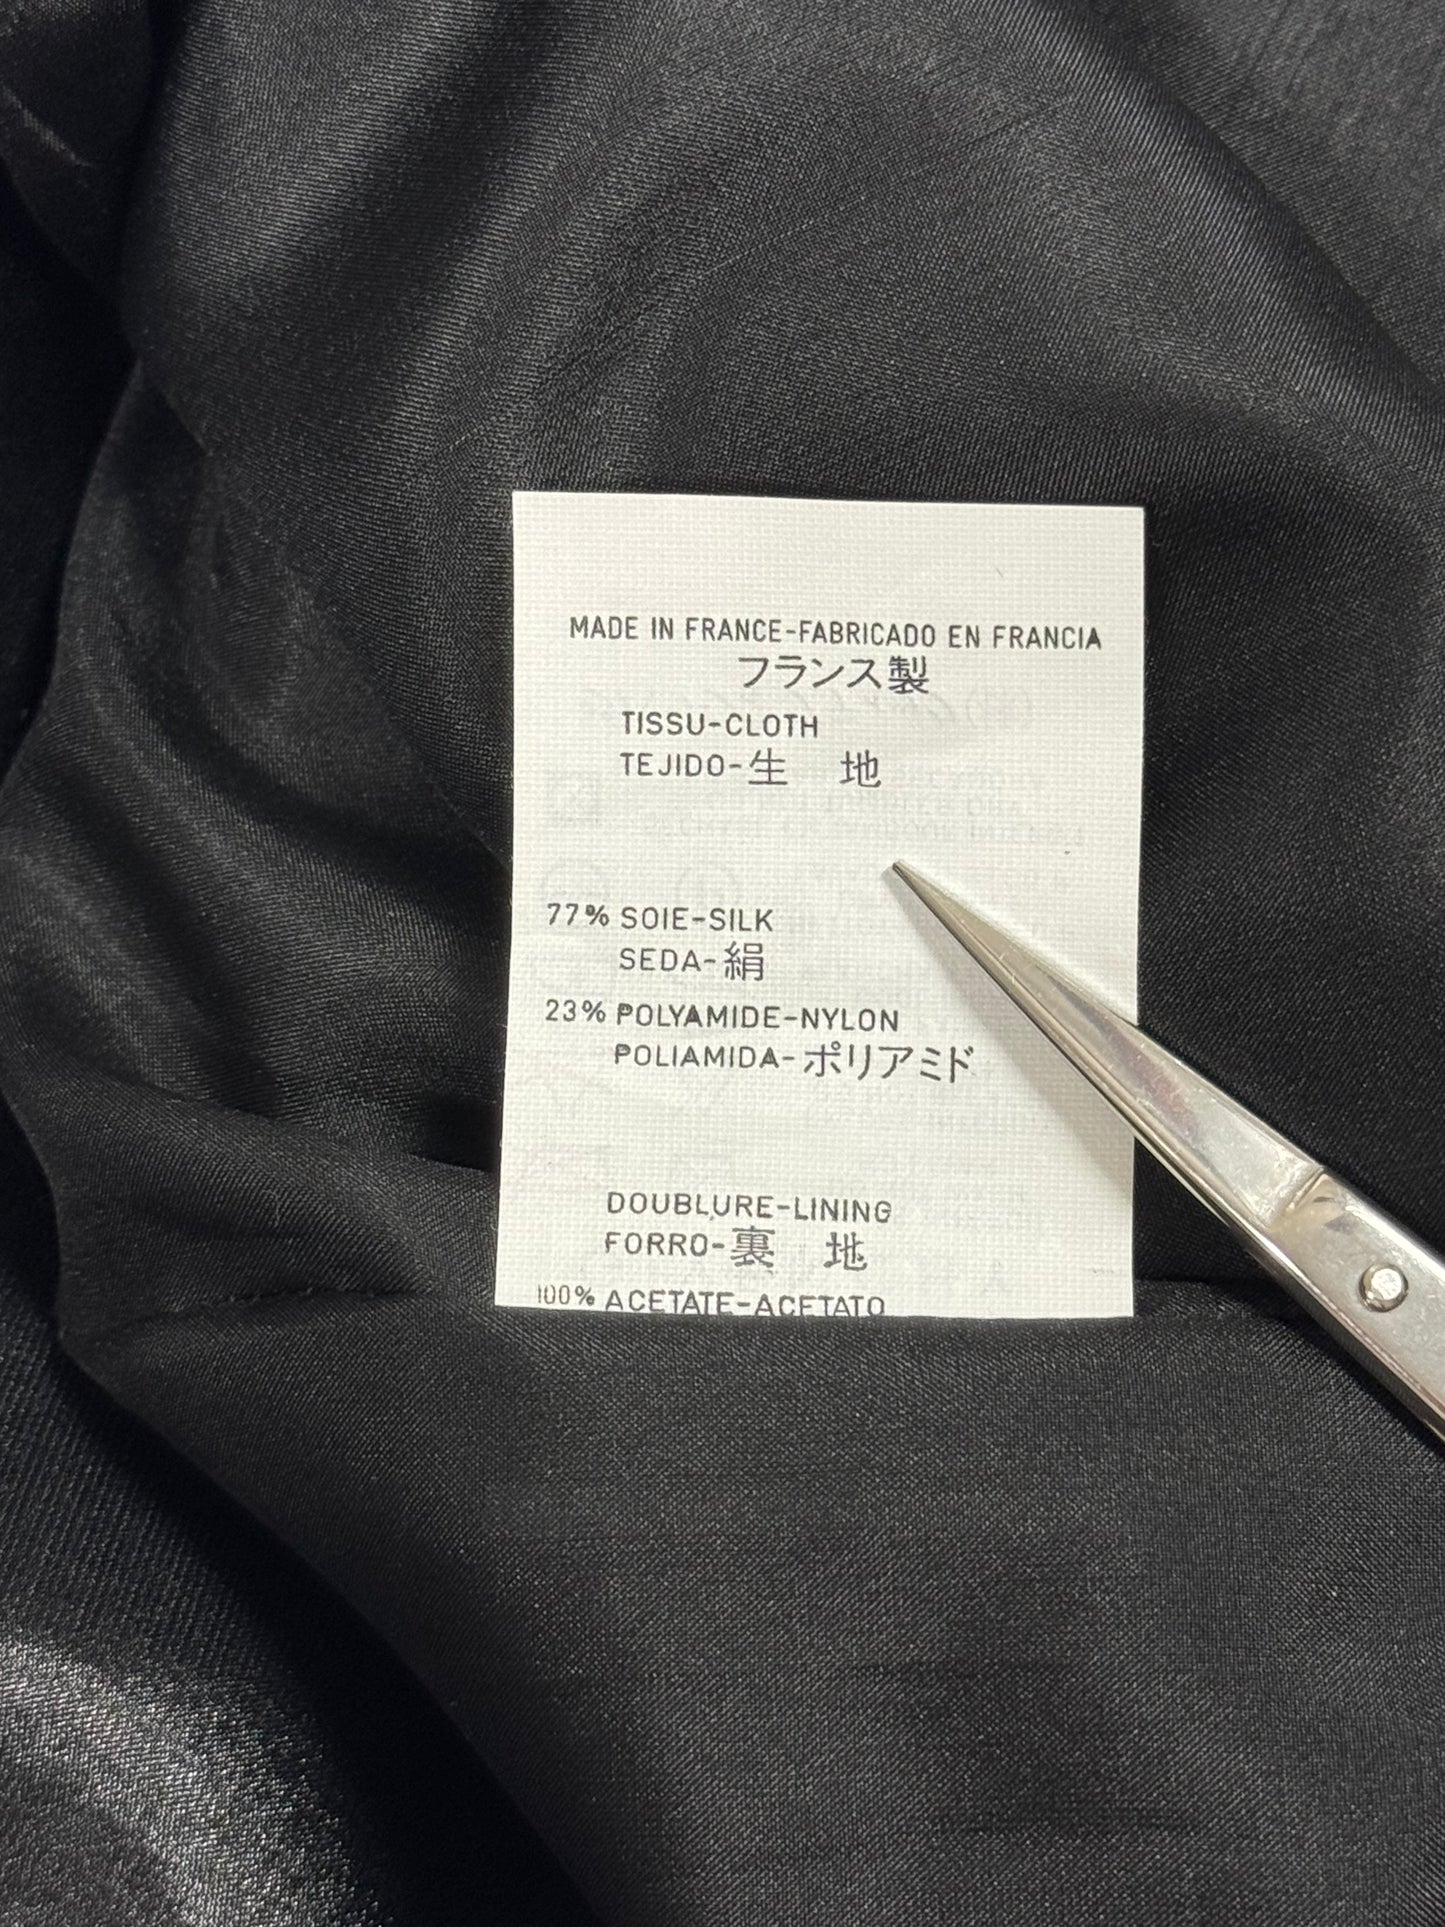 MADE IN FRANCE-FABRICADO EN FRANCIA
フランス製
TISSU-CLOTH
TEJIDO-生 地
77% SOIE-SILK
SEDA-絹
23% POLYAMIDE-NYLON
POLIAMIDA-ポリアミド
DOUBLURE-LINING
FORRO-裏 地
100% ACETATE-ACETATO